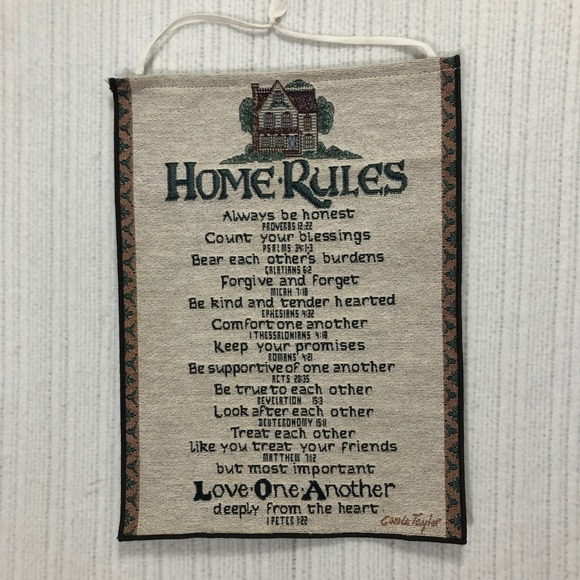 HOME·RULES
Always be honest
PROVERBS 12:22
Count your blessings
PSALMS 34:1-3
Bear each other's burdens
GALATIANS 6:2
Forgive and forget
MICAH 7:18
Be kind and tender hearted
EPHESIANS 4:32
Comfort one another
1 THESSALONIANS 4:18
Keep your promises
ROMANS 4:21
Be supportive of one another
ACTS 20:35
Be true to each other
REVELATION 15:3
Look after each other
DEUTERONOMY 15:11
Treat each other
like you treat your friends
MATTHEW 7:12
but most important
LOVE·ONE·ANOTHER
deeply from the heart
1 PETER 1:22
Carole Taylor